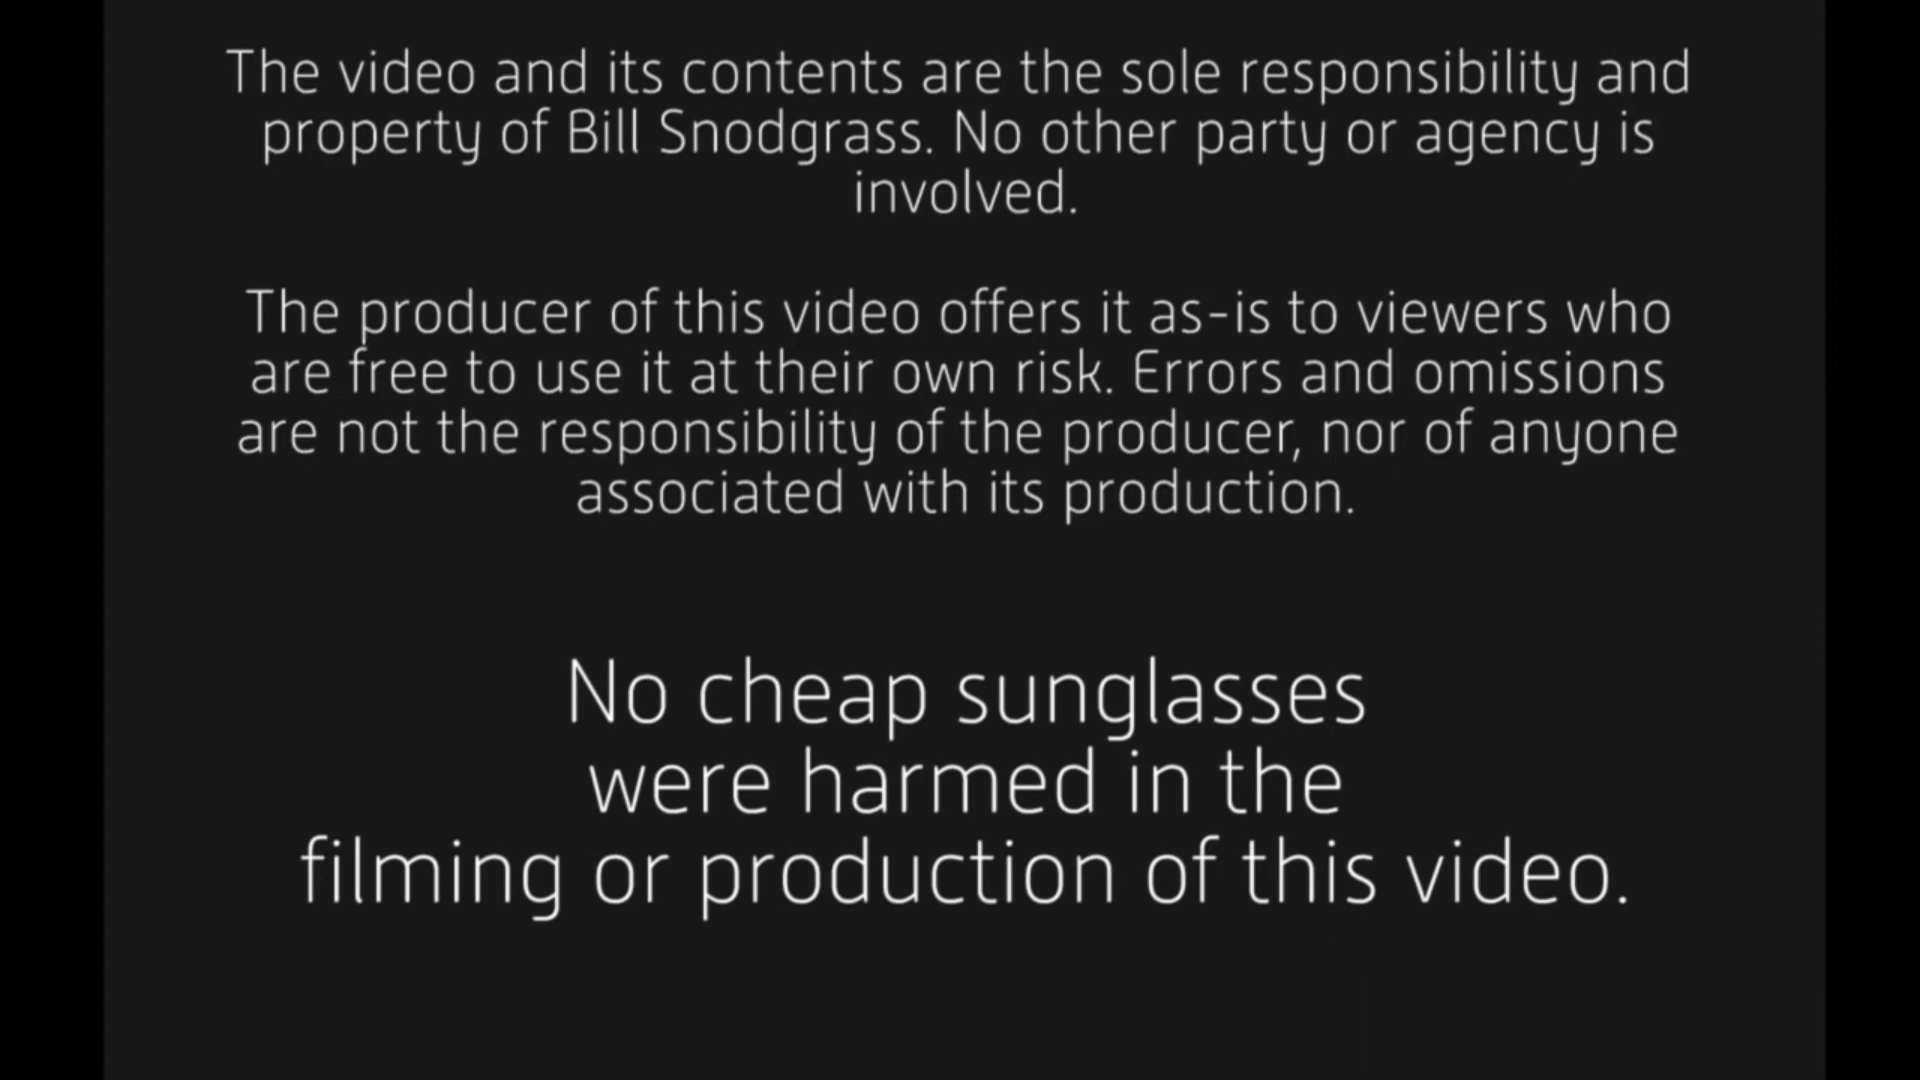 The video and its contents are the sole responsibility and
property of Bill Snodgrass. No other party or agency is
involved.
The producer of this video offers it as-is to viewers who
are free to use it at their own risk. Errors and omissions
are not the responsibility of the producer, nor of anyone
associated with its production.
No cheap sunglasses
were harmed in the
filming or production of this video.